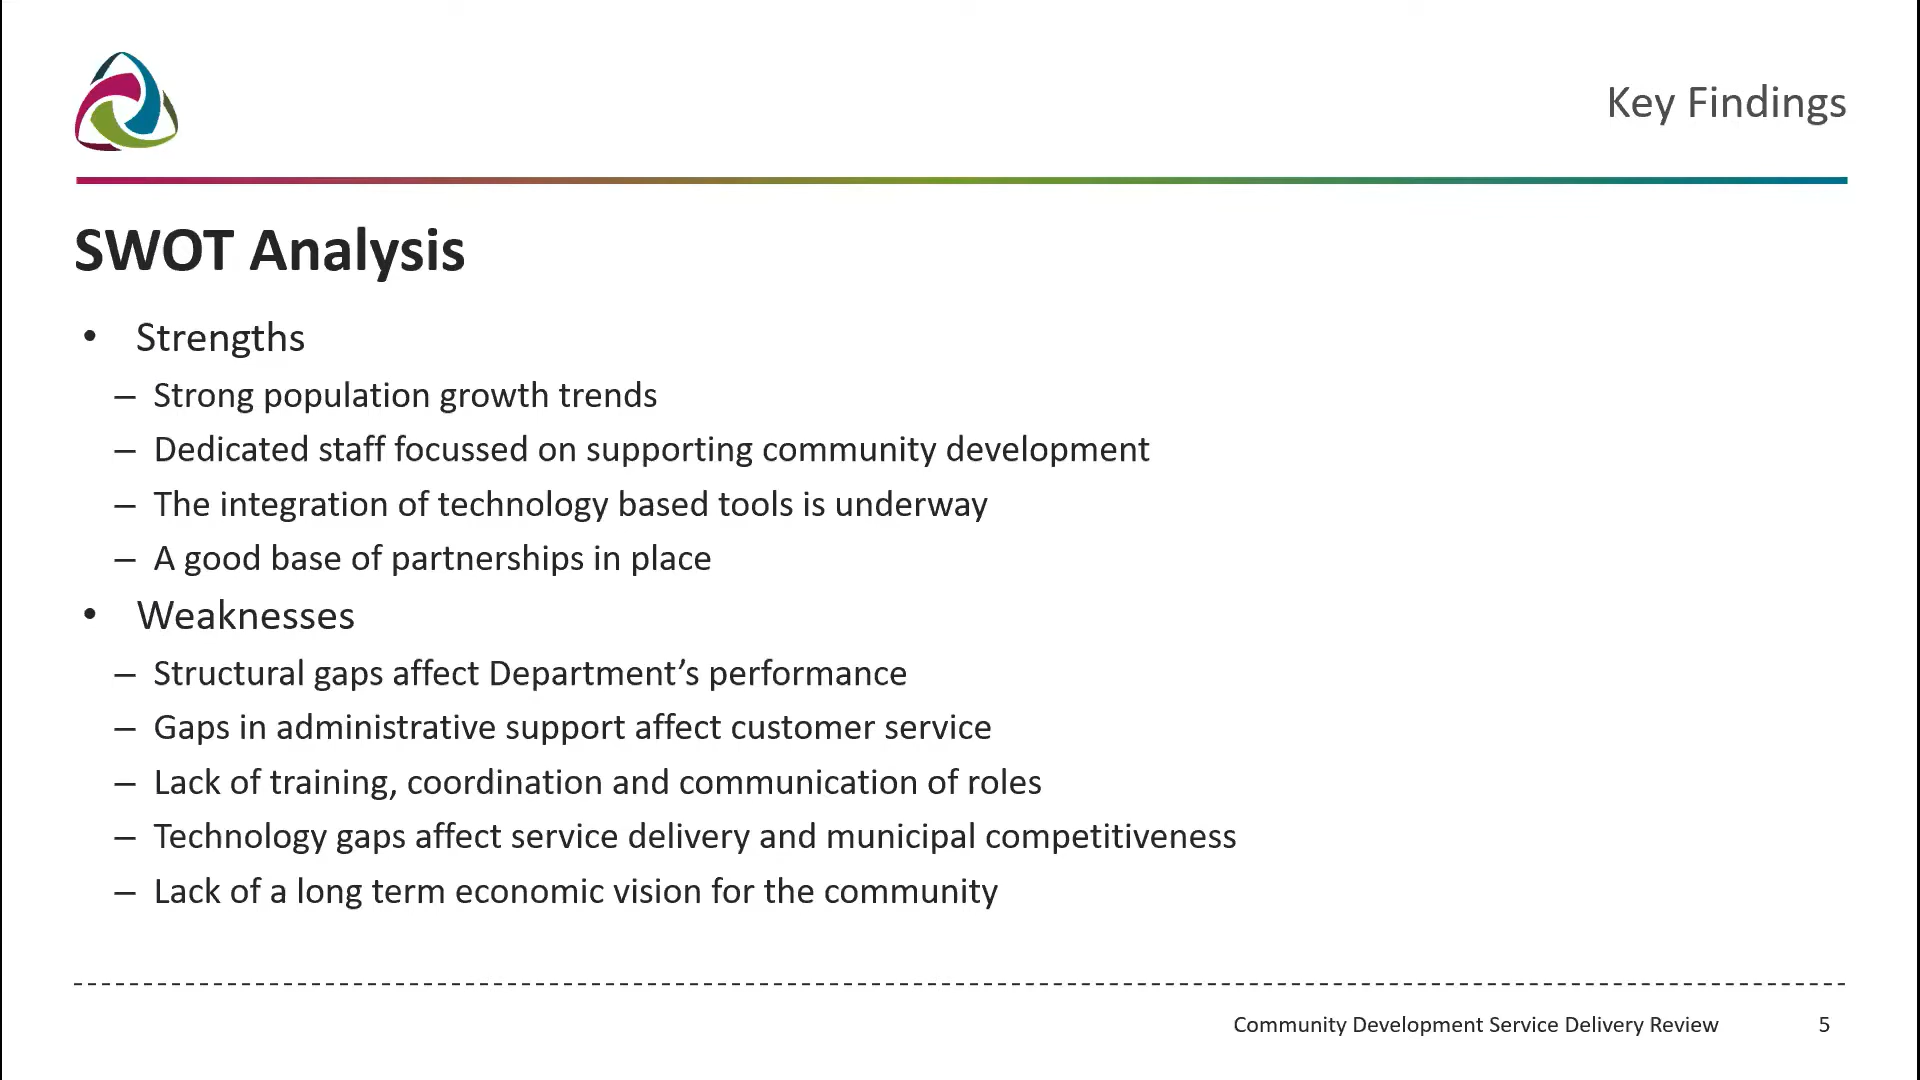 Key Findings
SWOT Analysis
• Strengths
– Strong population growth trends
– Dedicated staff focussed on supporting community development
– The integration of technology based tools is underway
– A good base of partnerships in place
• Weaknesses
– Structural gaps affect Department’s performance
– Gaps in administrative support affect customer service
– Lack of training, coordination and communication of roles
– Technology gaps affect service delivery and municipal competitiveness
– Lack of a long term economic vision for the community
Community Development Service Delivery Review 5